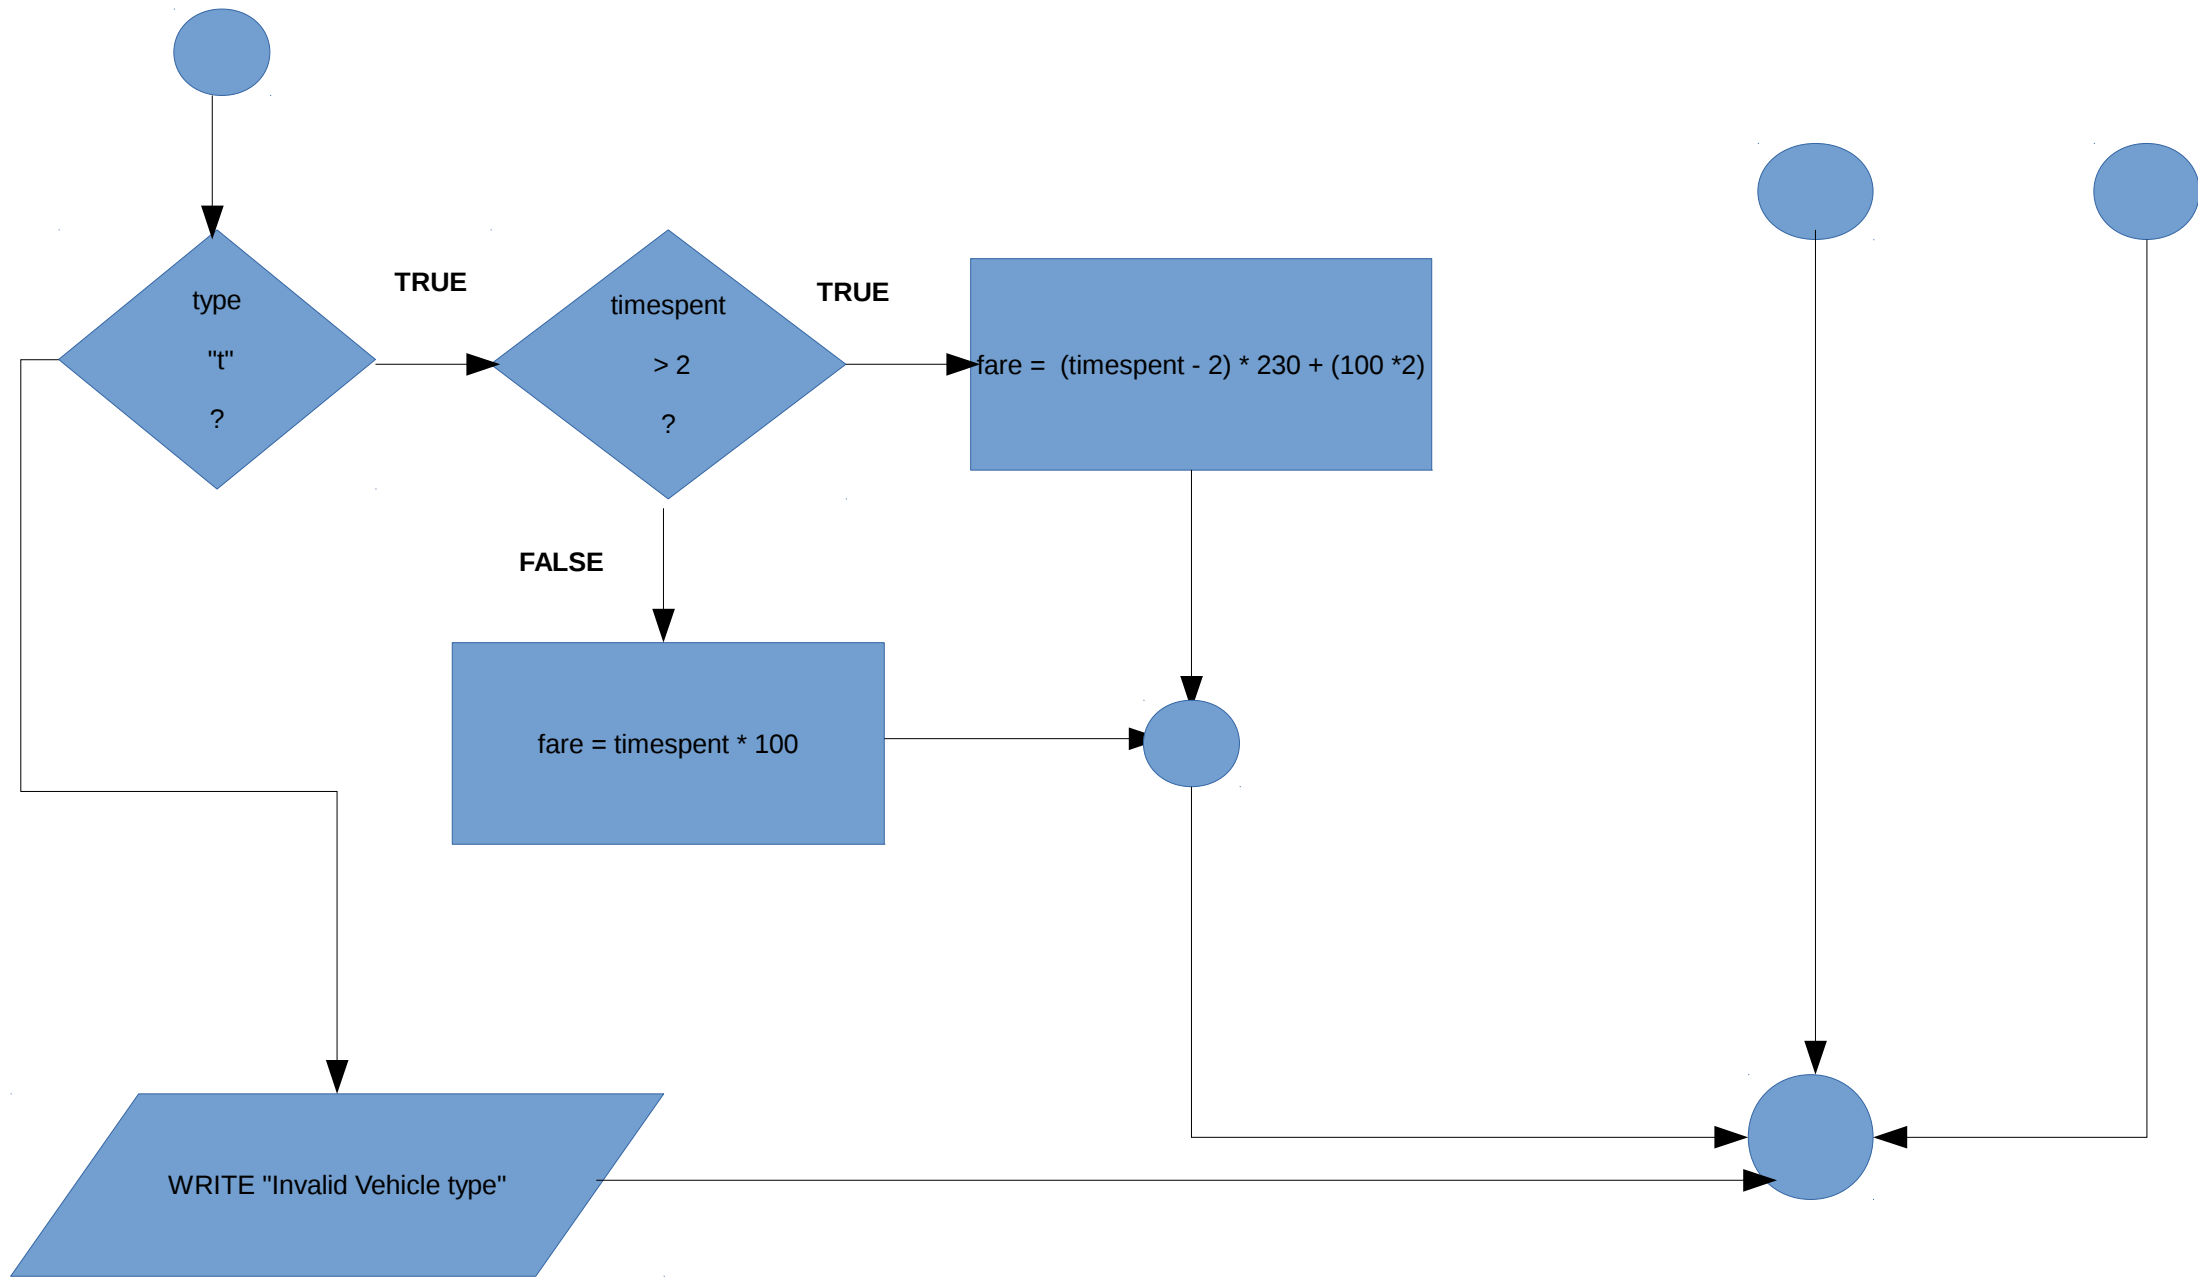 type
"t"
?
TRUE
timespent
> 2
?
TRUE
fare =  (timespent - 2) * 230 + (100 *2)
FALSE
fare = timespent * 100
WRITE "Invalid Vehicle type"